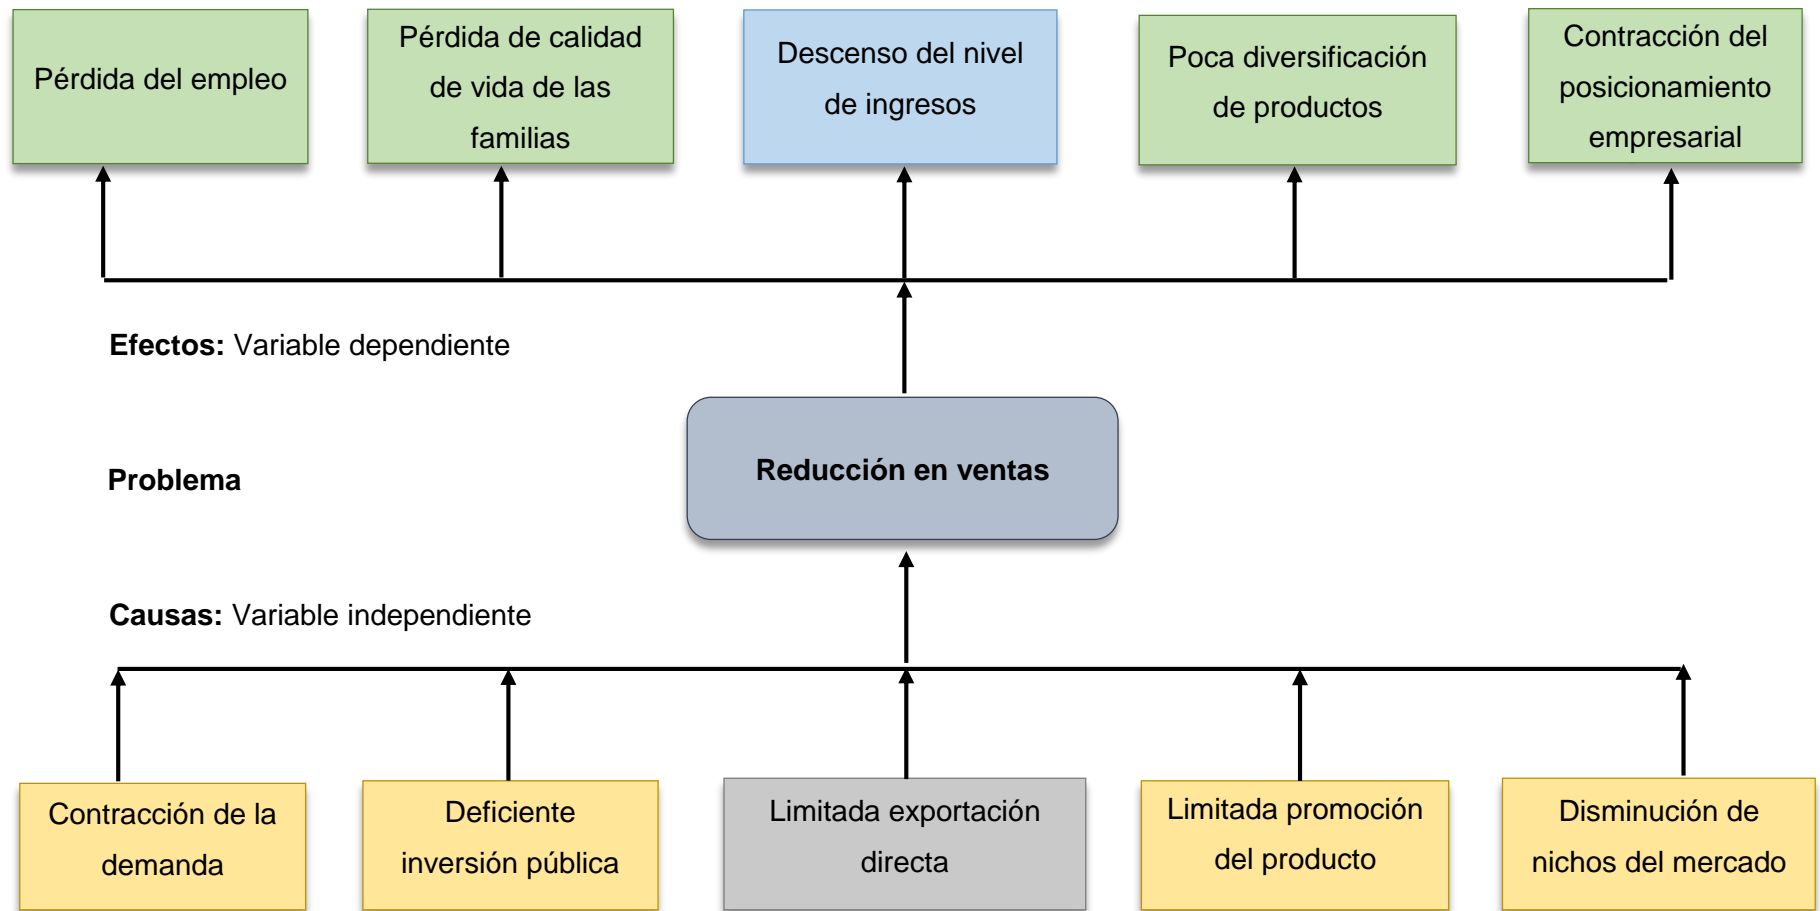 Pérdida del empleo
Pérdida de calidad
de vida de las
familias
Descenso del nivel
de ingresos
Poca diversificación
de productos
Contracción del
posicionamiento
empresarial
Efectos: Variable dependiente
Problema
Reducción en ventas
Causas: Variable independiente
Contracción de la
demanda
Deficiente
inversión pública
Limitada exportación
directa
Limitada promoción
del producto
Disminución de
nichos del mercado